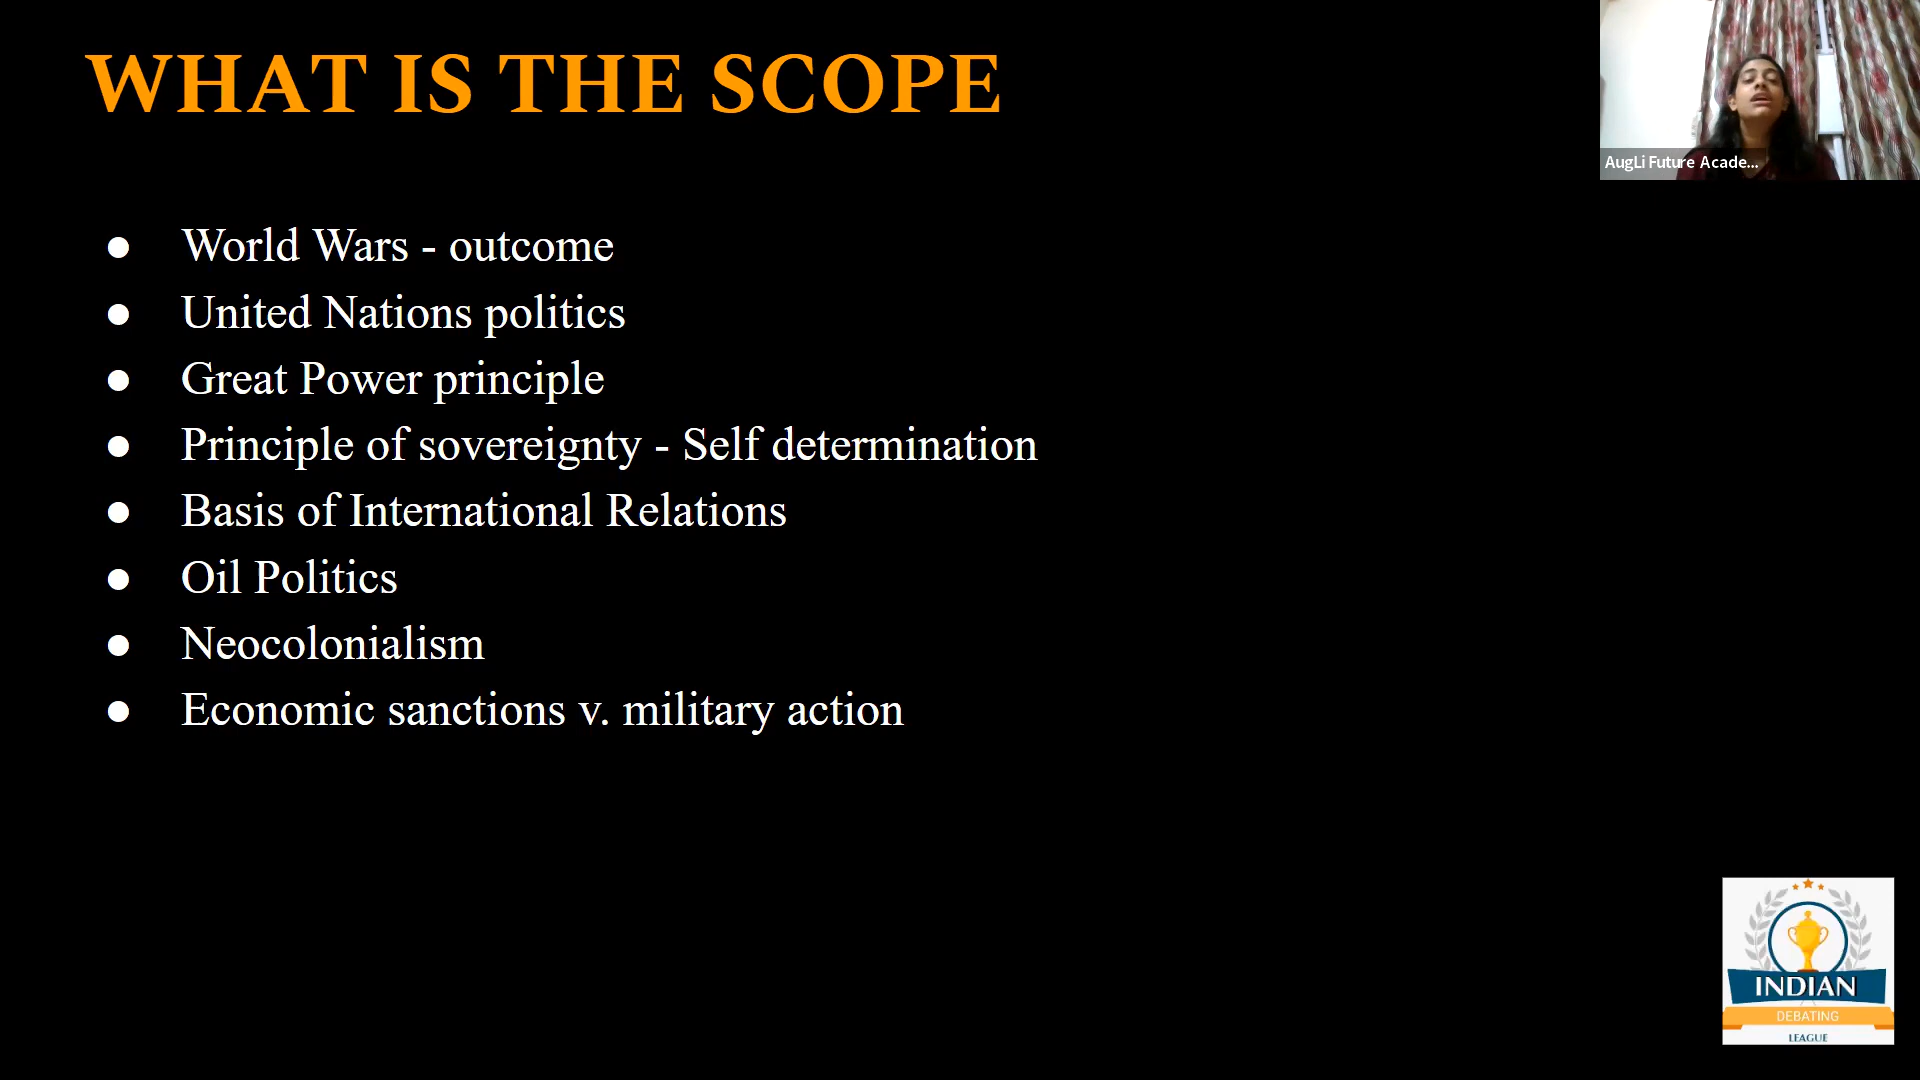 WHAT IS THE SCOPE
AugLi Future Acade...
● World Wars - outcome
● United Nations politics
● Great Power principle
● Principle of sovereignty - Self determination
● Basis of International Relations
● Oil Politics
● Neocolonialism
● Economic sanctions v. military action
INDIAN
DEBATING
LEAGUE